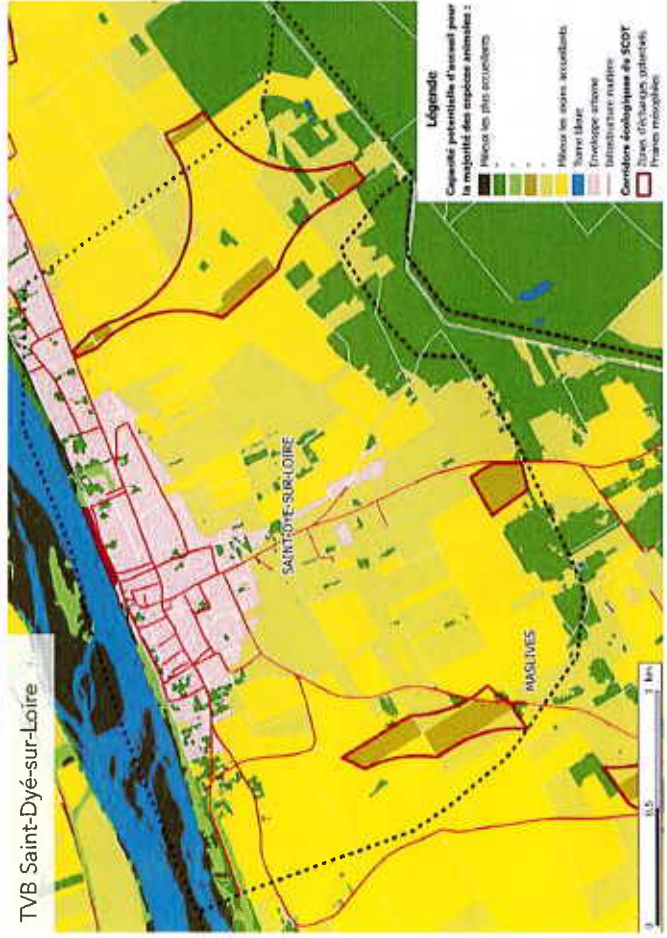 TVB Saint-Dyé-sur-Loire
SAINT-DYÉ-SUR-LOIRE
MASLIVES
Légende
Capacité potentielle d'accueil pour
la majorité des espèces animales :
Milieux les plus accueillants
-
-
-
-
Milieux les moins accueillants
Trame bleue
Enveloppe urbaine
Infrastructure routière
Corridors écologiques du SCOT
Zones d'échanges potentiels
Prairies mésophiles
0
0.5
1 km